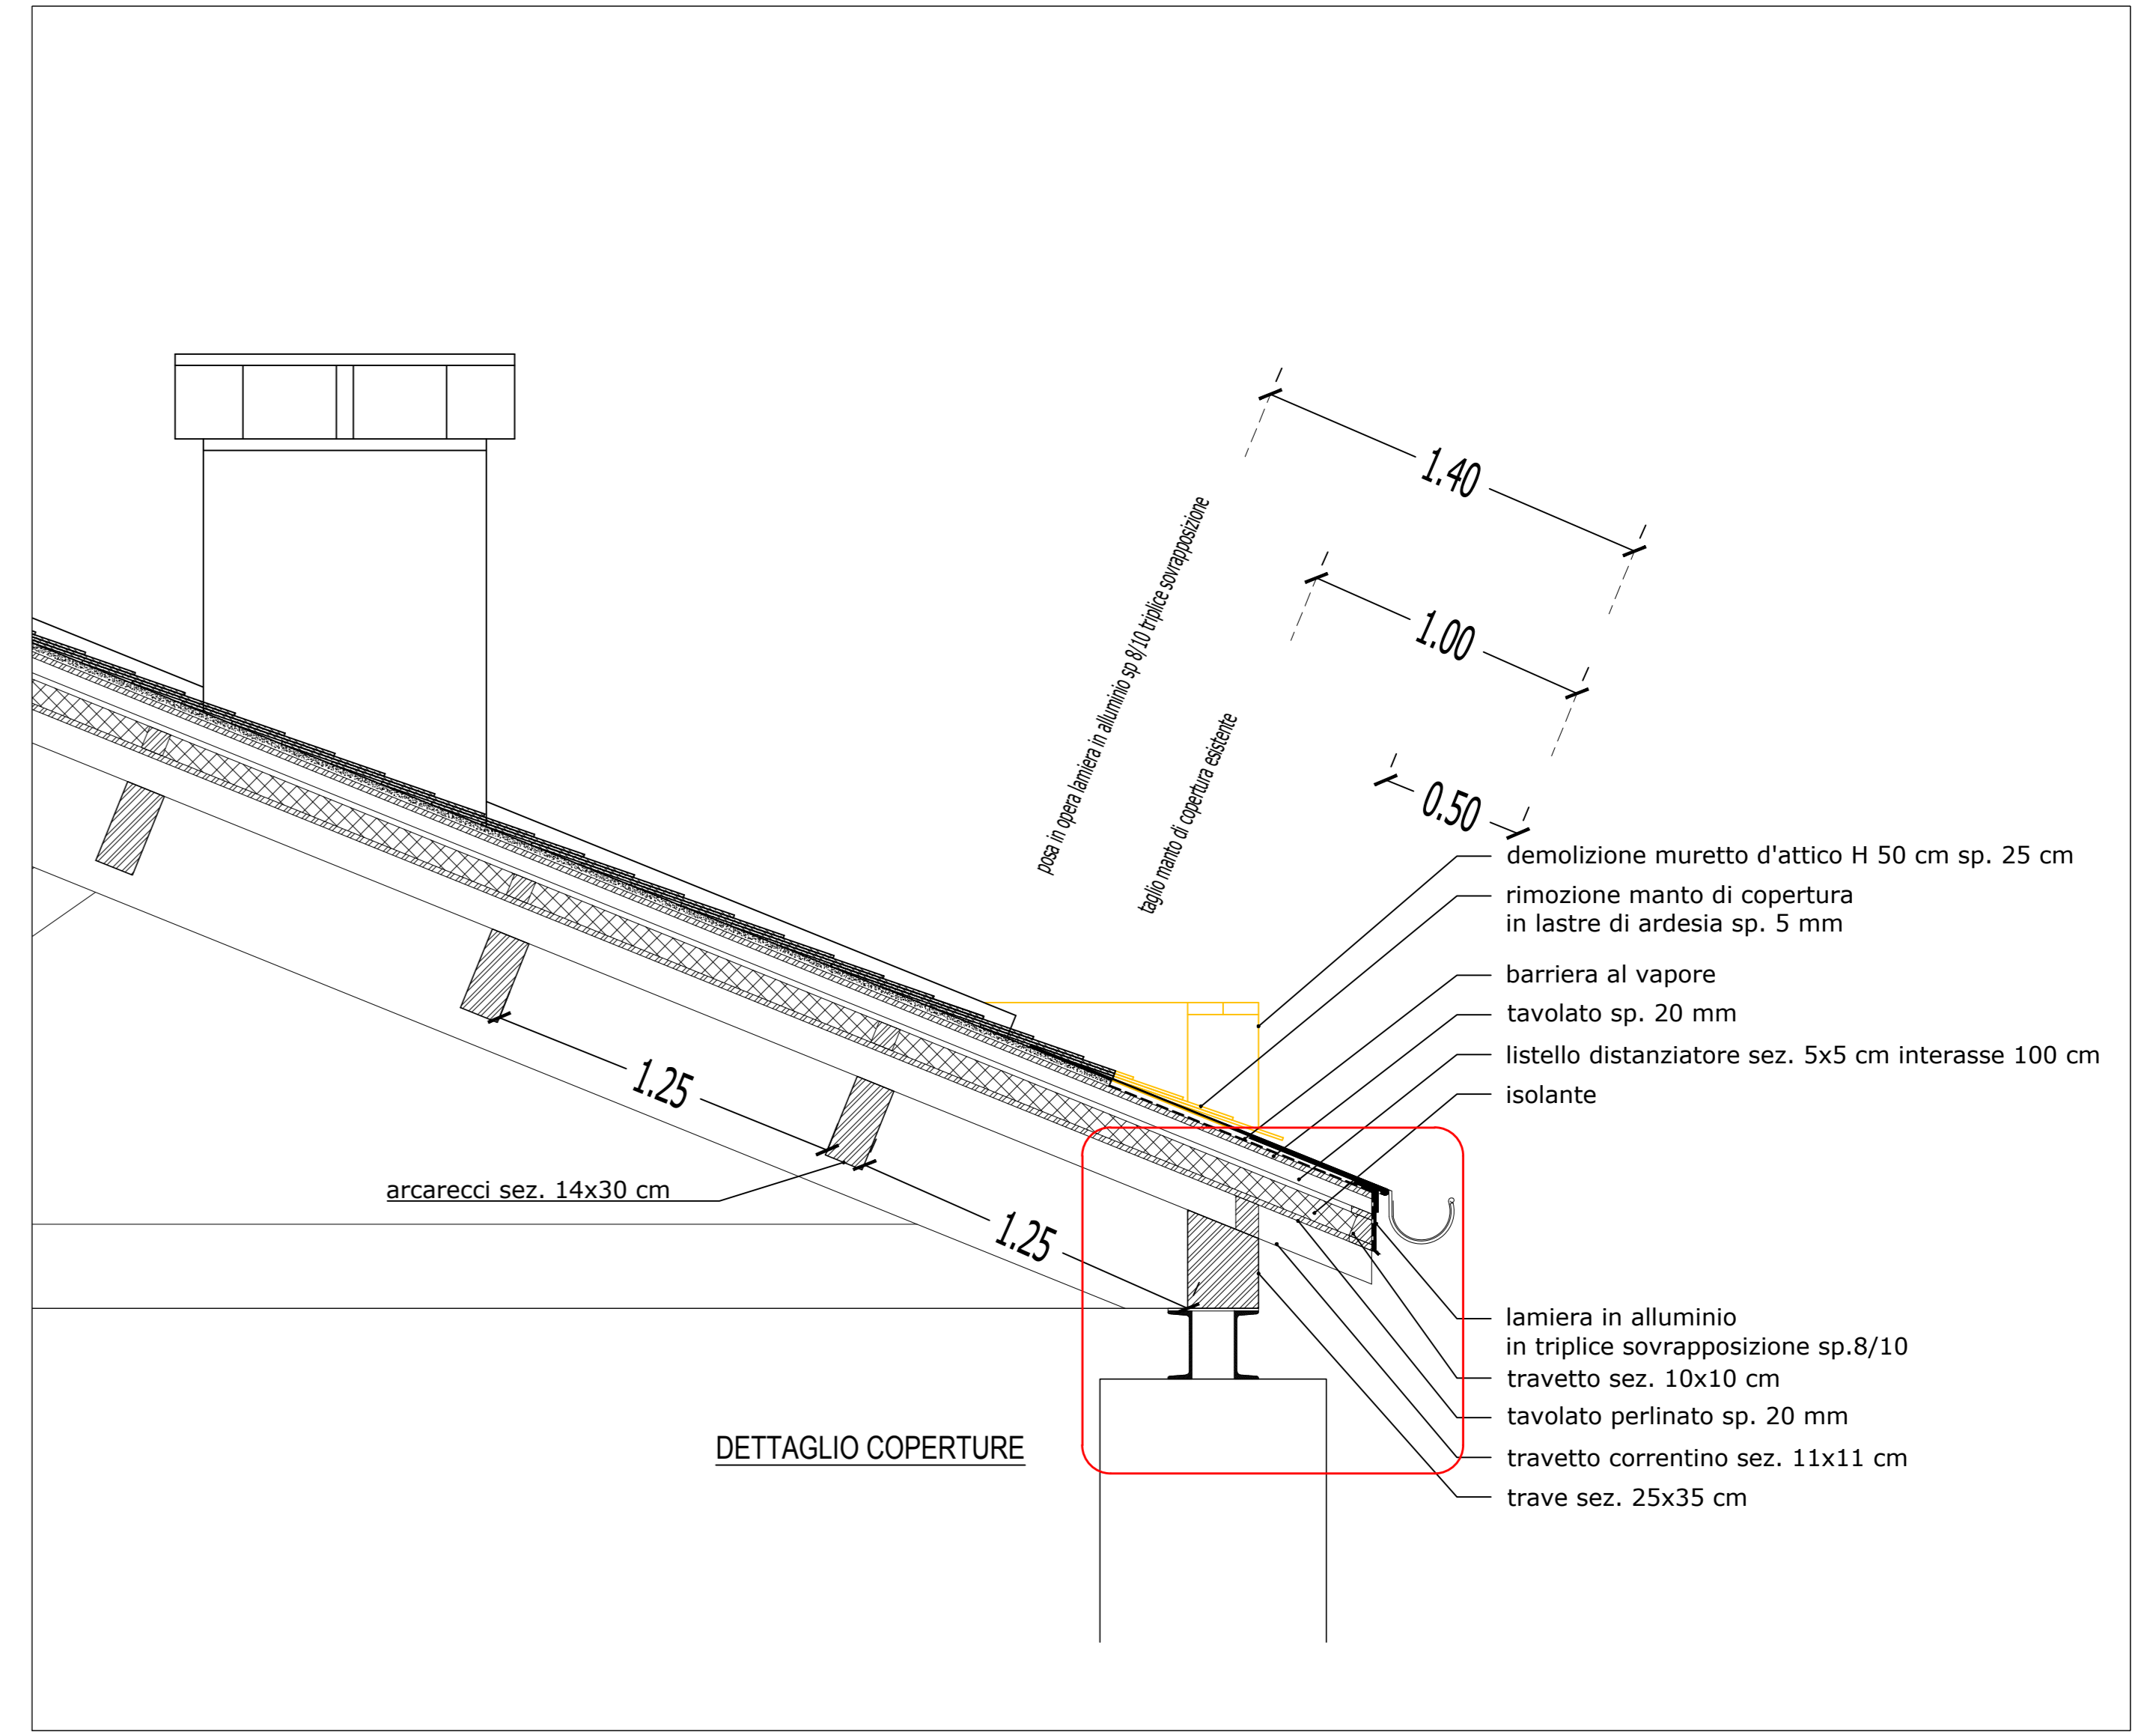 1.40
posa in opera lamiera in alluminio sp 8/10 triplice sovrapposizione
1.00
taglio manto di copertura esistente
0.50
demolizione muretto d'attico H 50 cm sp. 25 cm
rimozione manto di copertura
in lastre di ardesia sp. 5 mm
barriera al vapore
tavolato sp. 20 mm
listello distanziatore sez. 5x5 cm interasse 100 cm
isolante
1.25
arcarecci sez. 14x30 cm
1.25
lamiera in alluminio
in triplice sovrapposizione sp.8/10
travetto sez. 10x10 cm
tavolato perlinato sp. 20 mm
travetto correntino sez. 11x11 cm
trave sez. 25x35 cm
DETTAGLIO COPERTURE